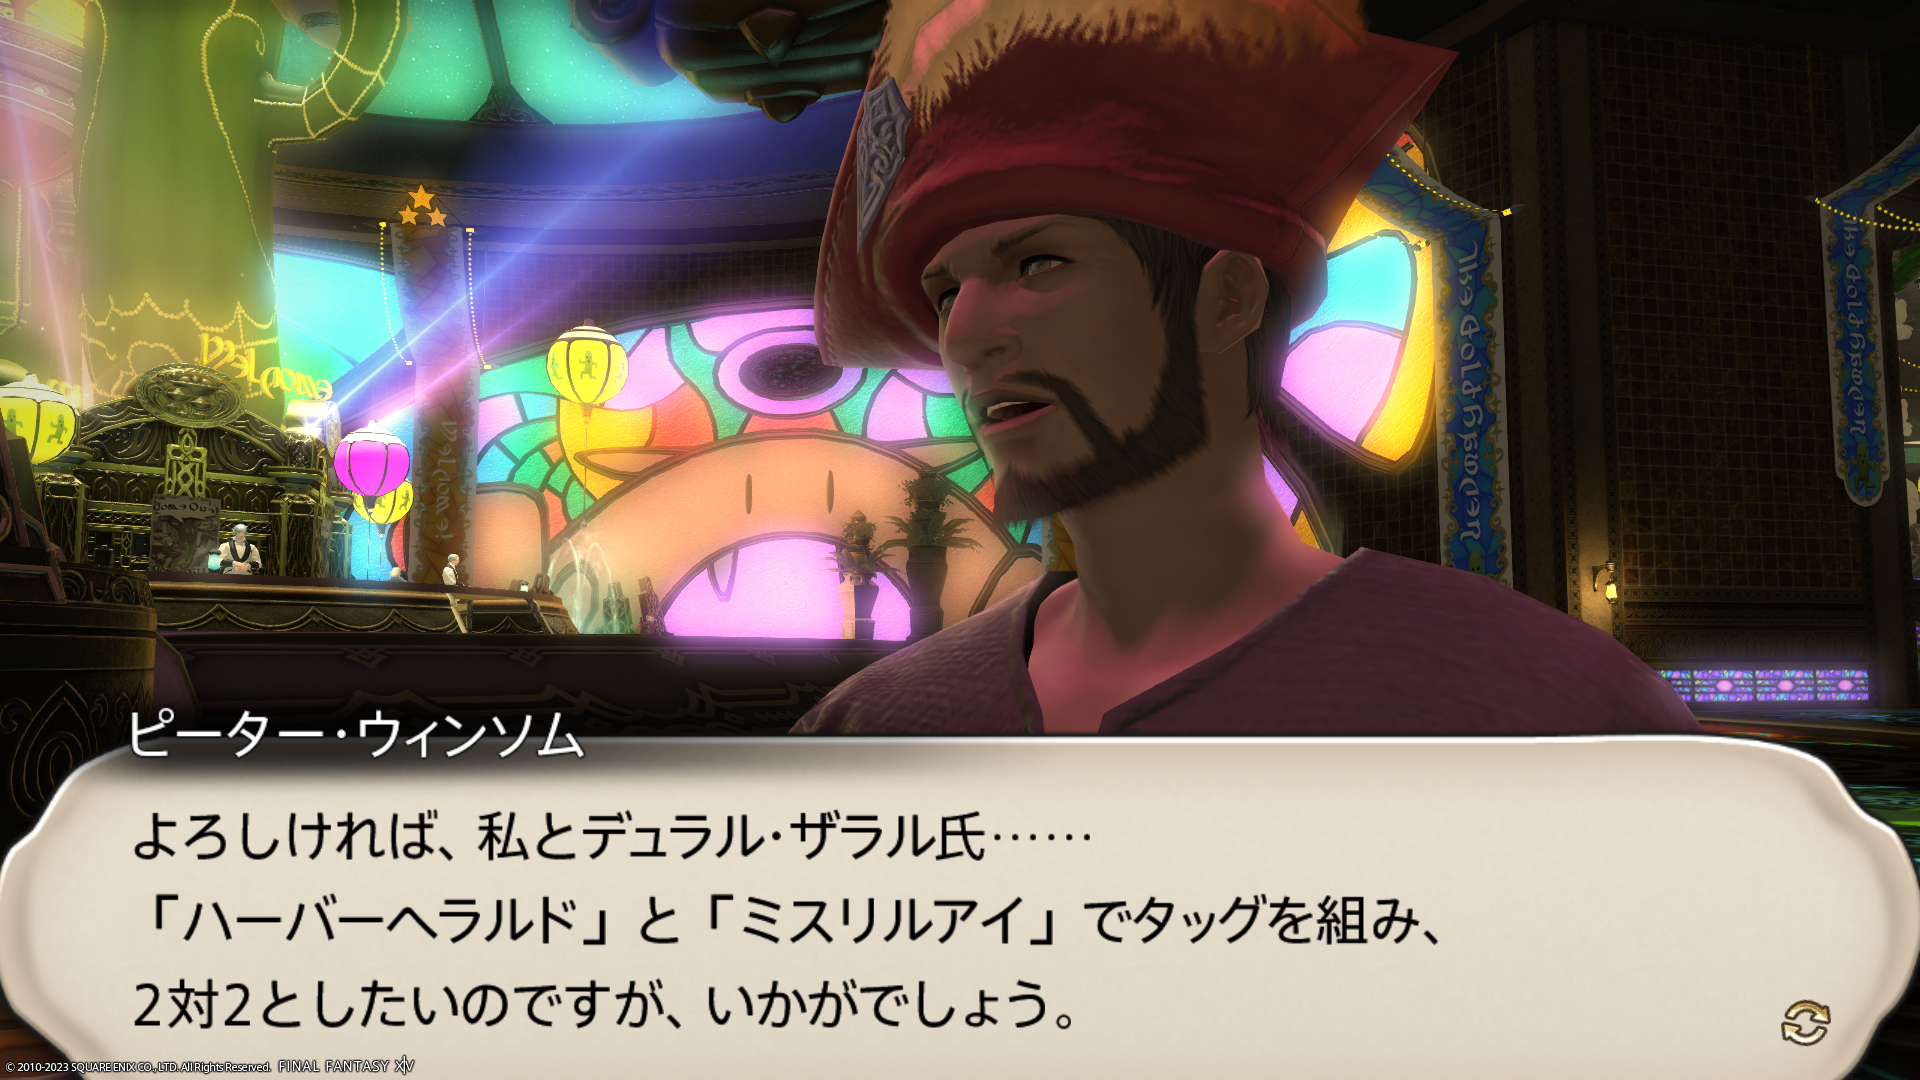 ピーター・ウィンソム
よろしければ、私とデュラル・ザラル氏……
「ハーバーヘラルド」と「ミスリルアイ」でタッグを組み、
2対2としたいのですが、いかがでしょう。
© 2010-2023 SQUARE ENIX CO., LTD. All Rights Reserved. FINAL FANTASY XIV